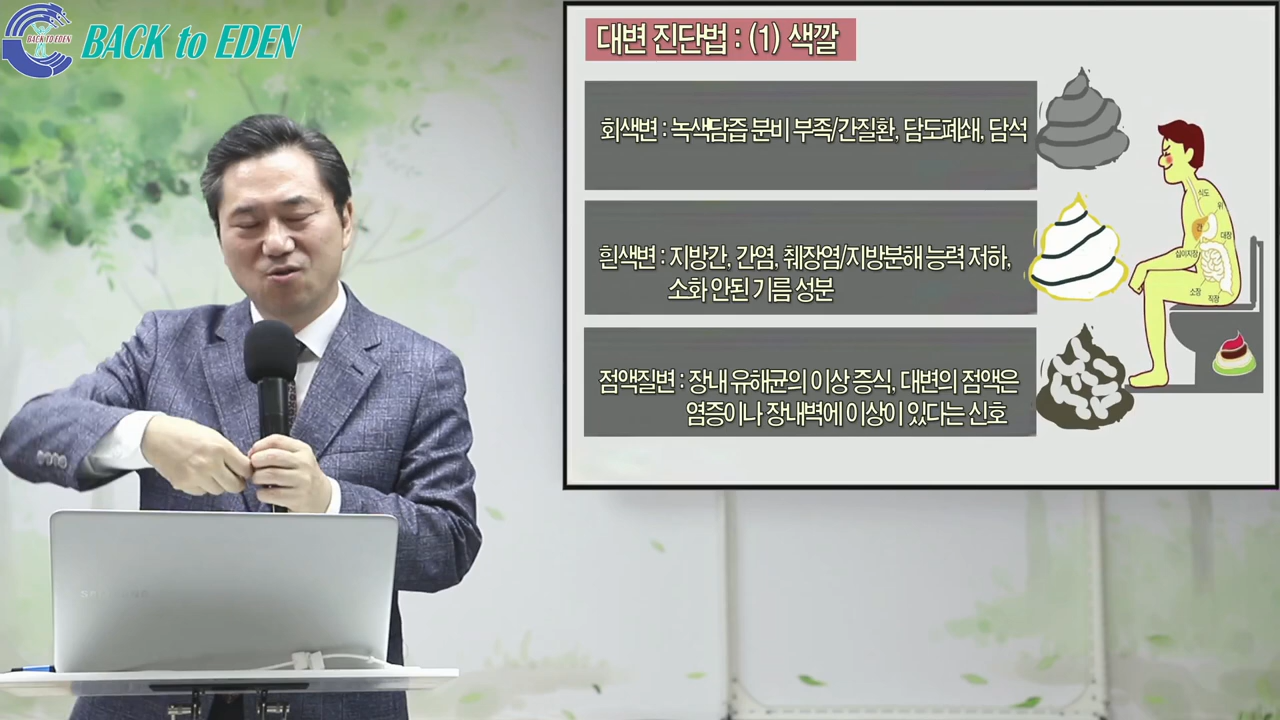 BACK TO EDEN
BACK to EDEN
대변 진단법 : (1) 색깔
회색변 : 녹색담즙 분비 부족/간질환, 담도폐쇄, 담석
흰색변 : 지방간, 간염, 췌장염/지방분해 능력 저하,
소화 안된 기름 성분
점액질변 : 장내 유해균의 이상 증식, 대변의 점액은
염증이나 장내벽에 이상이 있다는 신호
식도
위
간
대장
십이지장
소장
직장
SAMSUNG